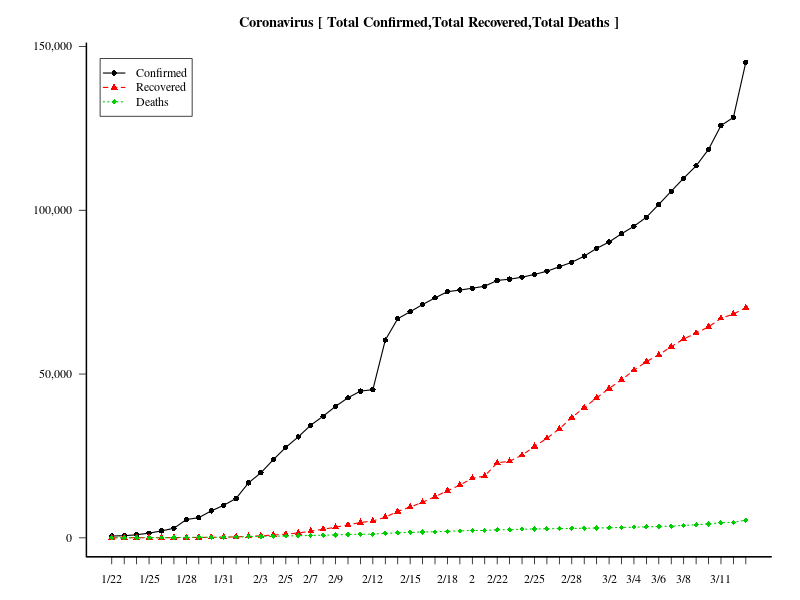 Coronavirus [ Total Confirmed,Total Recovered,Total Deaths ]
150,000
Confirmed
Recovered
Deaths
100,000
50,000
0
1/22 1/25 1/28 1/31 2/3 2/5 2/7 2/9 2/12 2/15 2/18 2 2/22 2/25 2/28 3/2 3/4 3/6 3/8 3/11